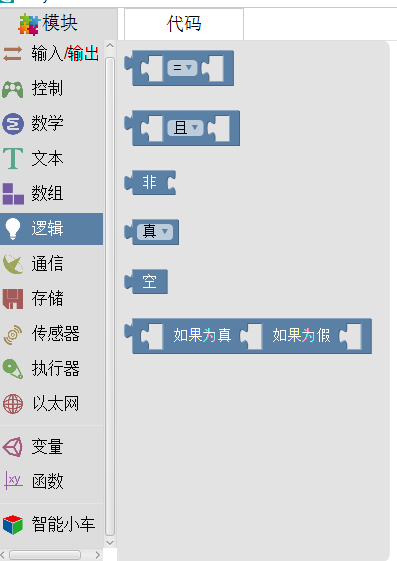 模块
代码
输入/输出
控制
数学
文本
数组
逻辑
通信
存储
传感器
执行器
以太网
变量
xy
函数
智能小车
=
且
非
真
空
如果为真 如果为假